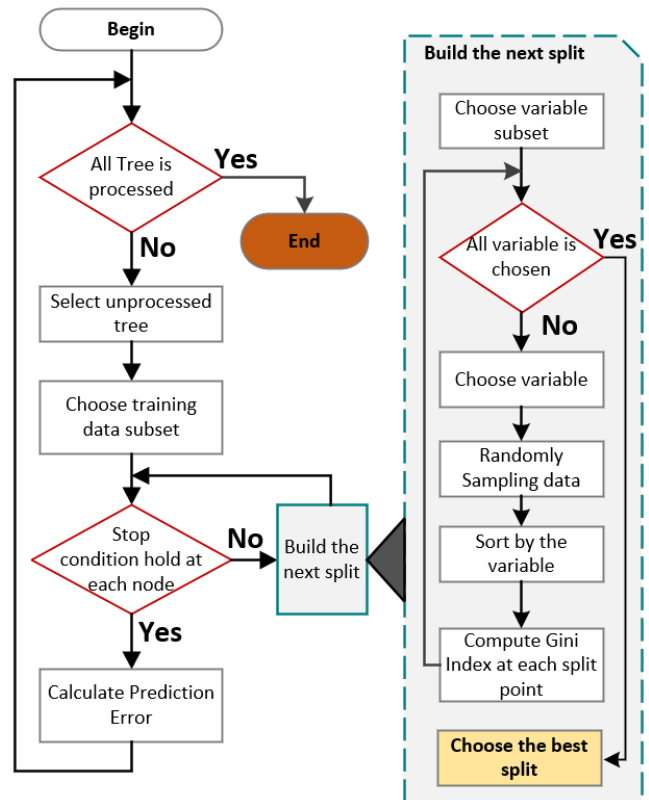 Begin
All Tree is
processed
Yes
End
No
Select unprocessed
tree
Choose training
data subset
Stop
condition hold at
each node
No
Build the
next split
Yes
Calculate Prediction
Error
Build the next split
Choose variable
subset
All variable is
chosen
Yes
No
Choose variable
Randomly
Sampling data
Sort by the
variable
Compute Gini
Index at each split
point
Choose the best
split